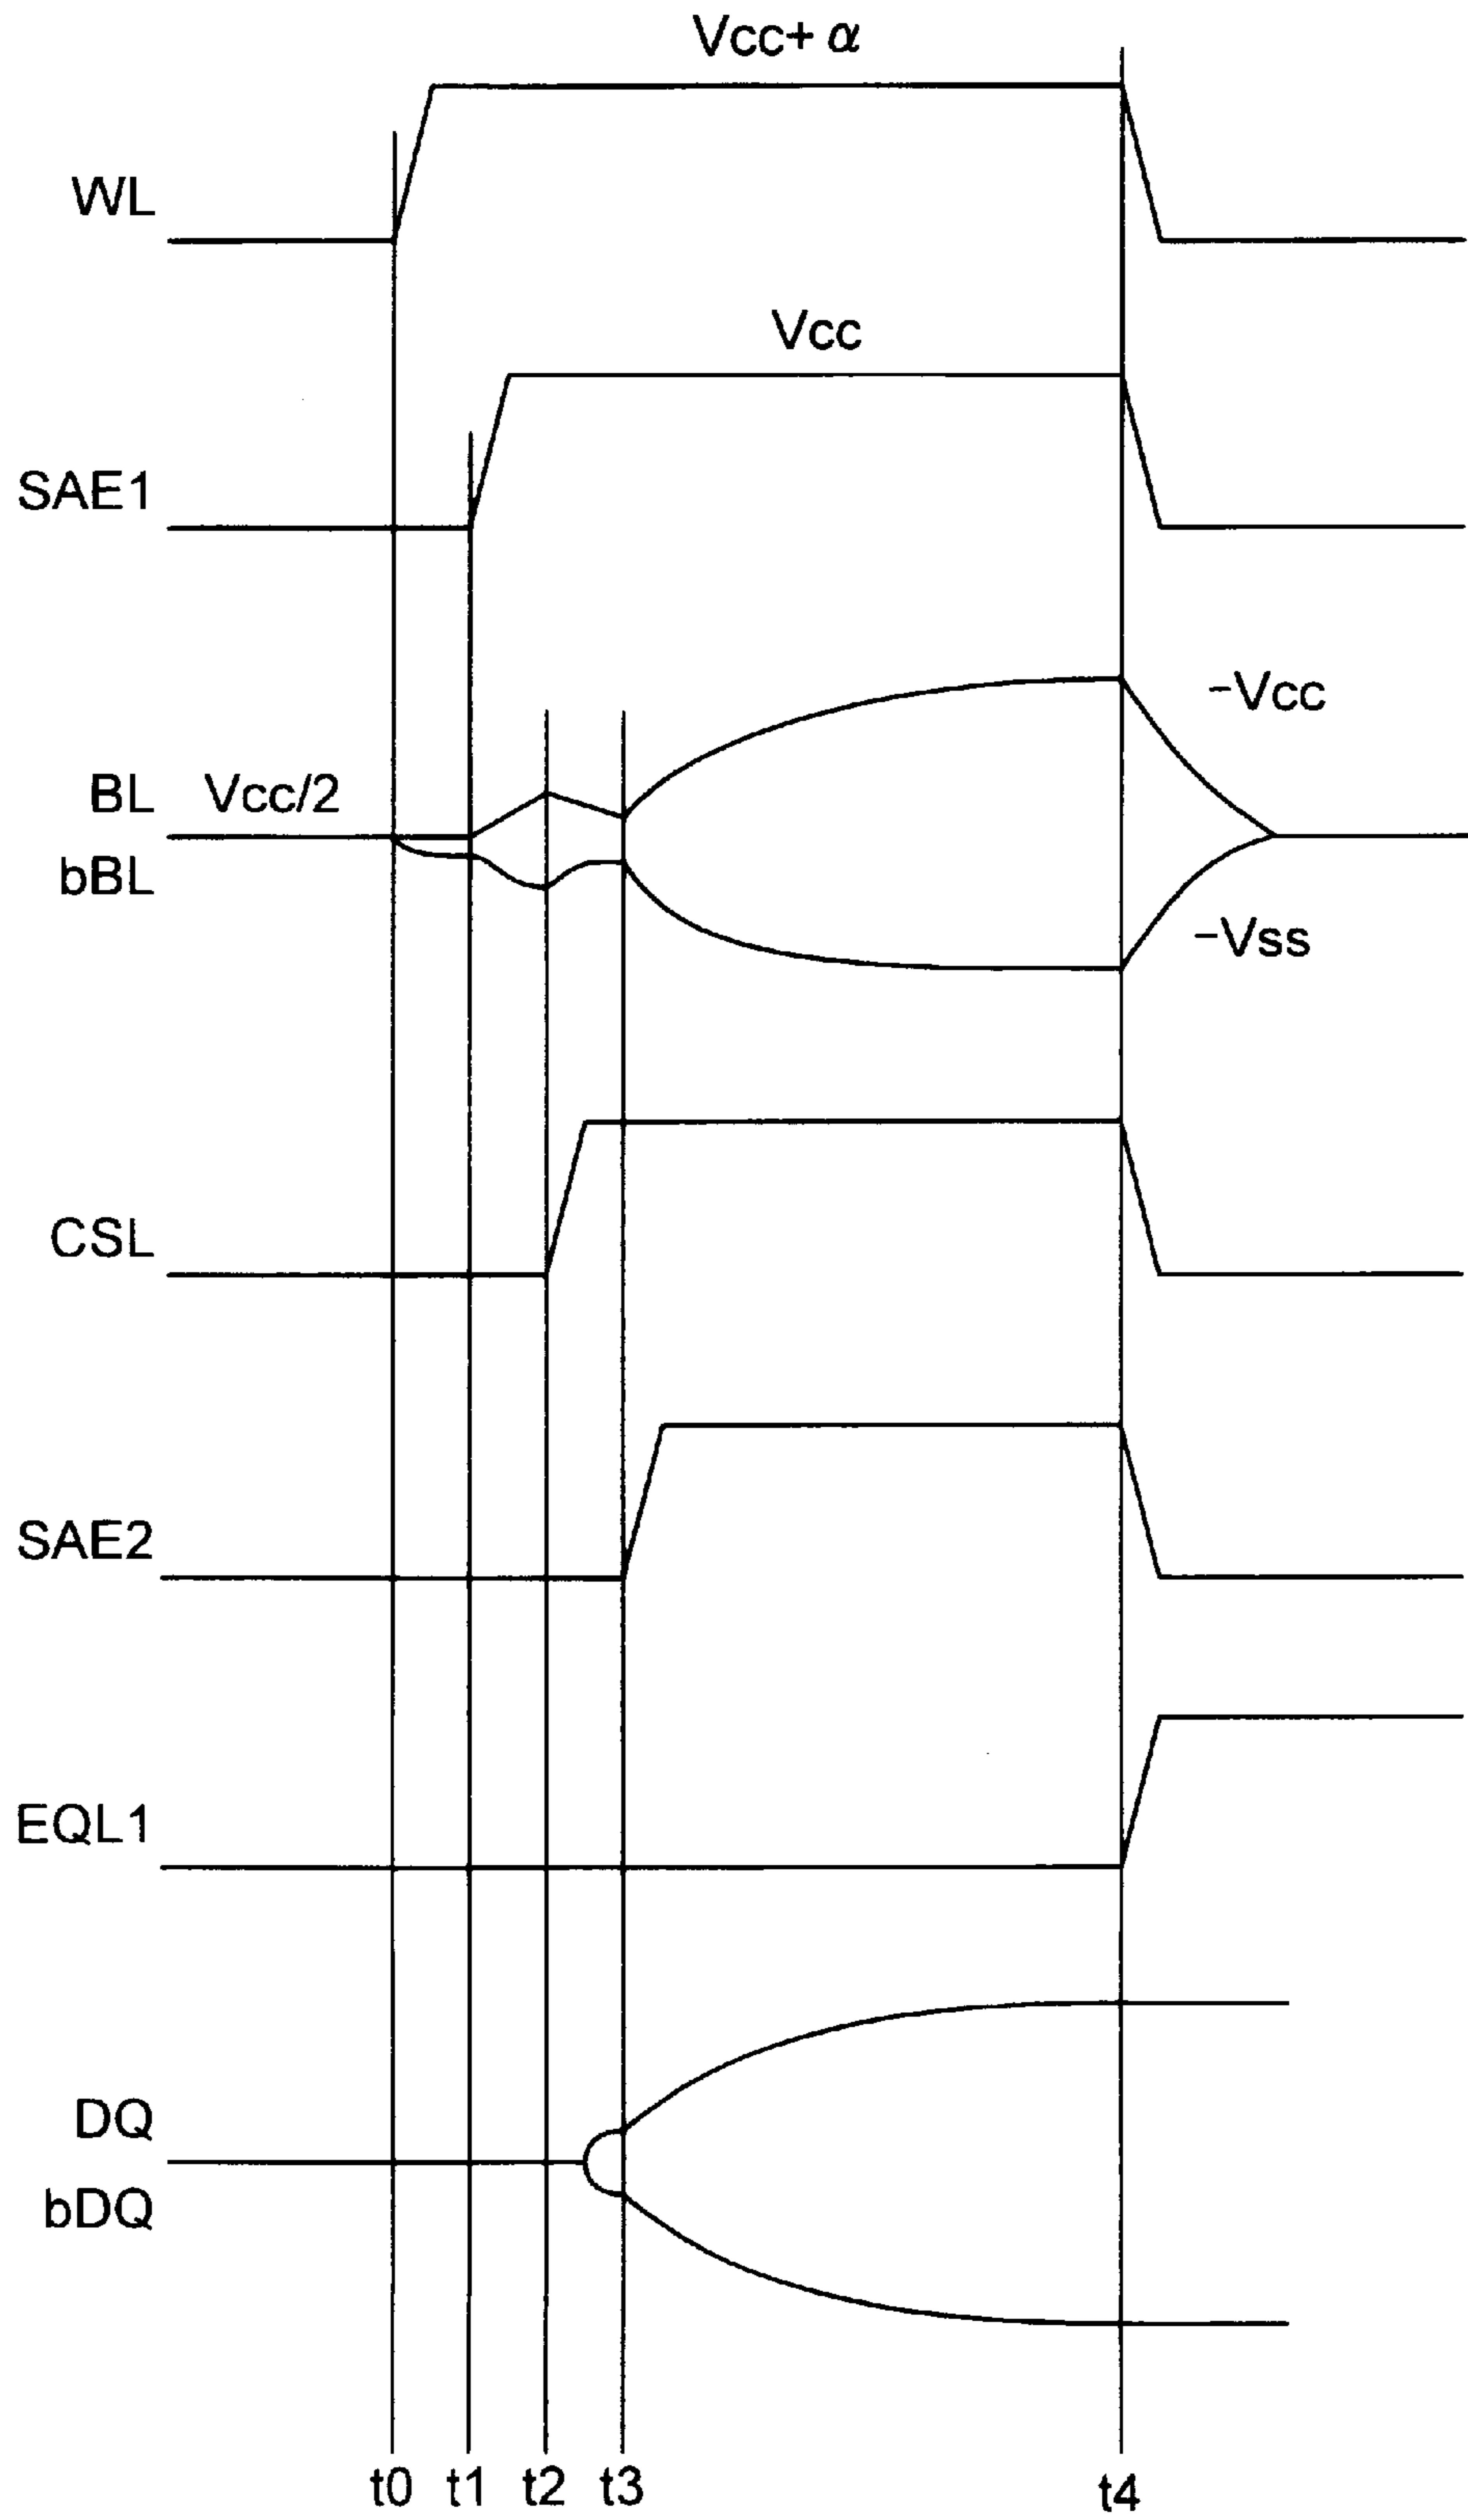 Vcc+ α
WL
Vcc
SAE1
-Vcc
BL Vcc/2
bBL
-Vss
CSL
SAE2
EQL1
DQ
bDQ
t0 t1 t2 t3 t4